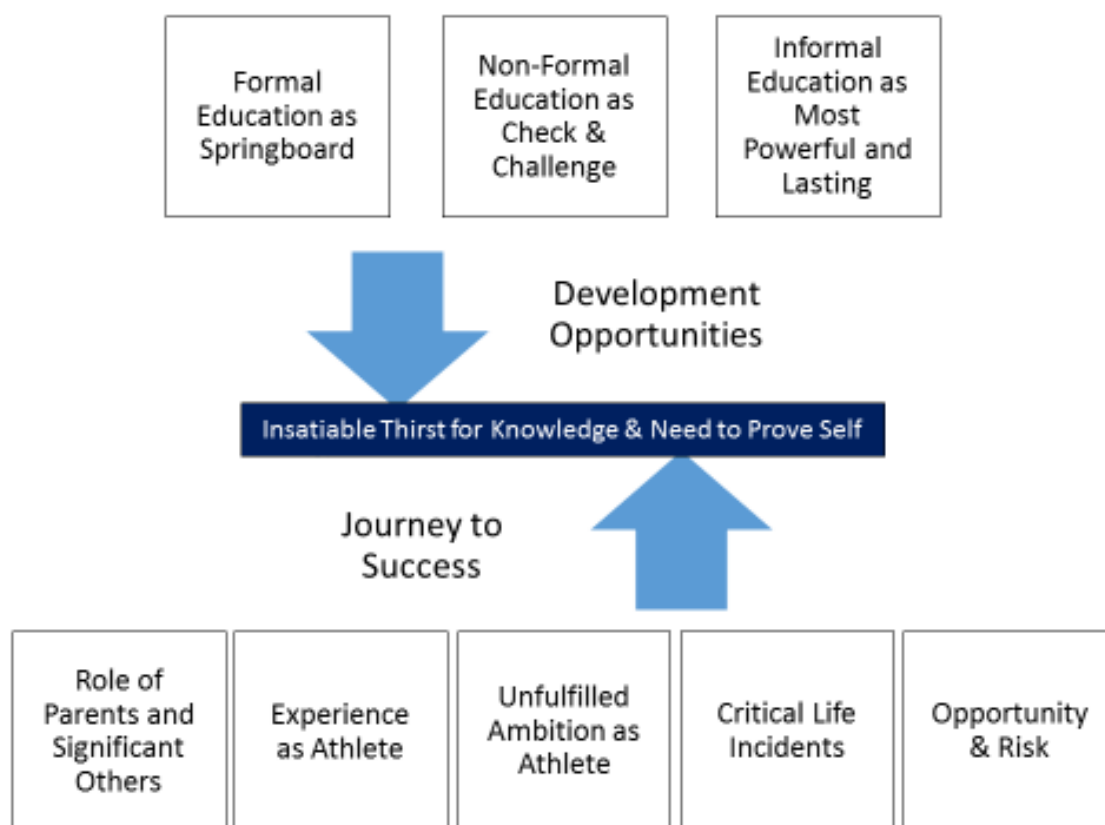 Formal
Education as
Springboard
Non-Formal
Education as
Check &
Challenge
Informal
Education as
Most
Powerful and
Lasting
Development
Opportunities
Insatiable Thirst for Knowledge & Need to Prove Self
Journey to
Success
Role of
Parents and
Significant
Others
Experience
as Athlete
Unfulfilled
Ambition as
Athlete
Critical Life
Incidents
Opportunity
& Risk